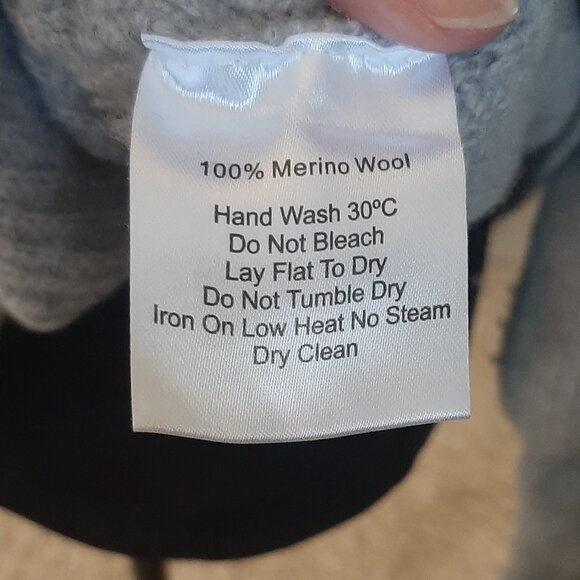 100% Merino Wool
Hand Wash 30ºC
Do Not Bleach
Lay Flat To Dry
Do Not Tumble Dry
Iron On Low Heat No Steam
Dry Clean